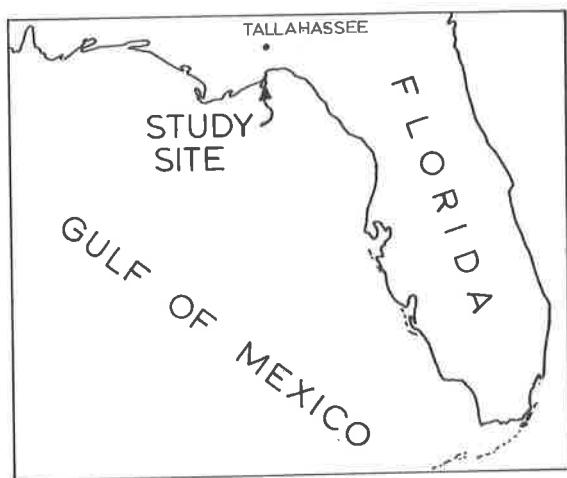 TALLAHASSEE
STUDY
SITE
FLORIDA
GULF OF MEXICO